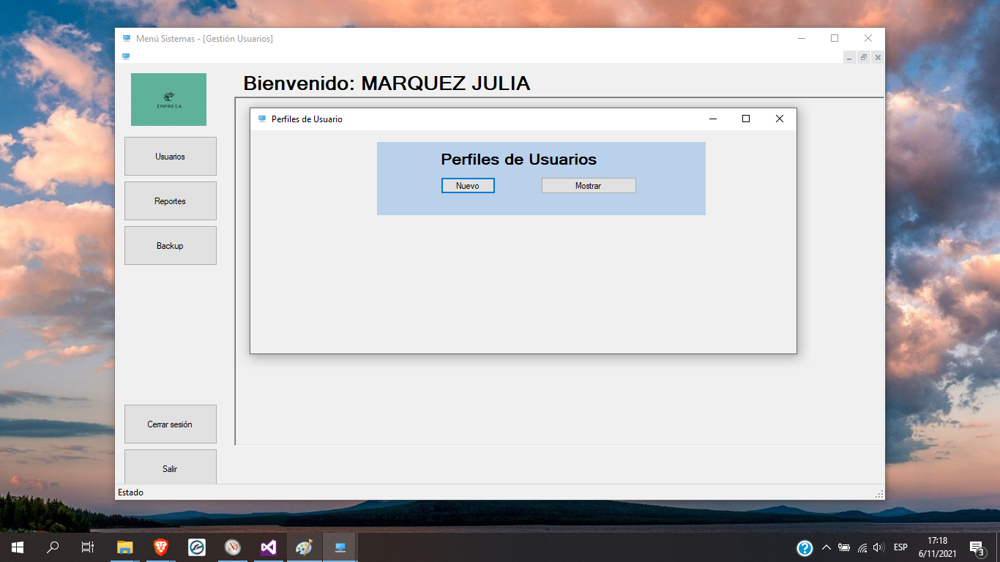 Menú Sistemas - [Gestión Usuarios]
EMPRESA
Bienvenido: MARQUEZ JULIA
Perfiles de Usuario
Perfiles de Usuarios
Nuevo
Mostrar
Usuarios
Reportes
Backup
Cerrar sesión
Salir
Estado
ESP
17:18
6/11/2021
3